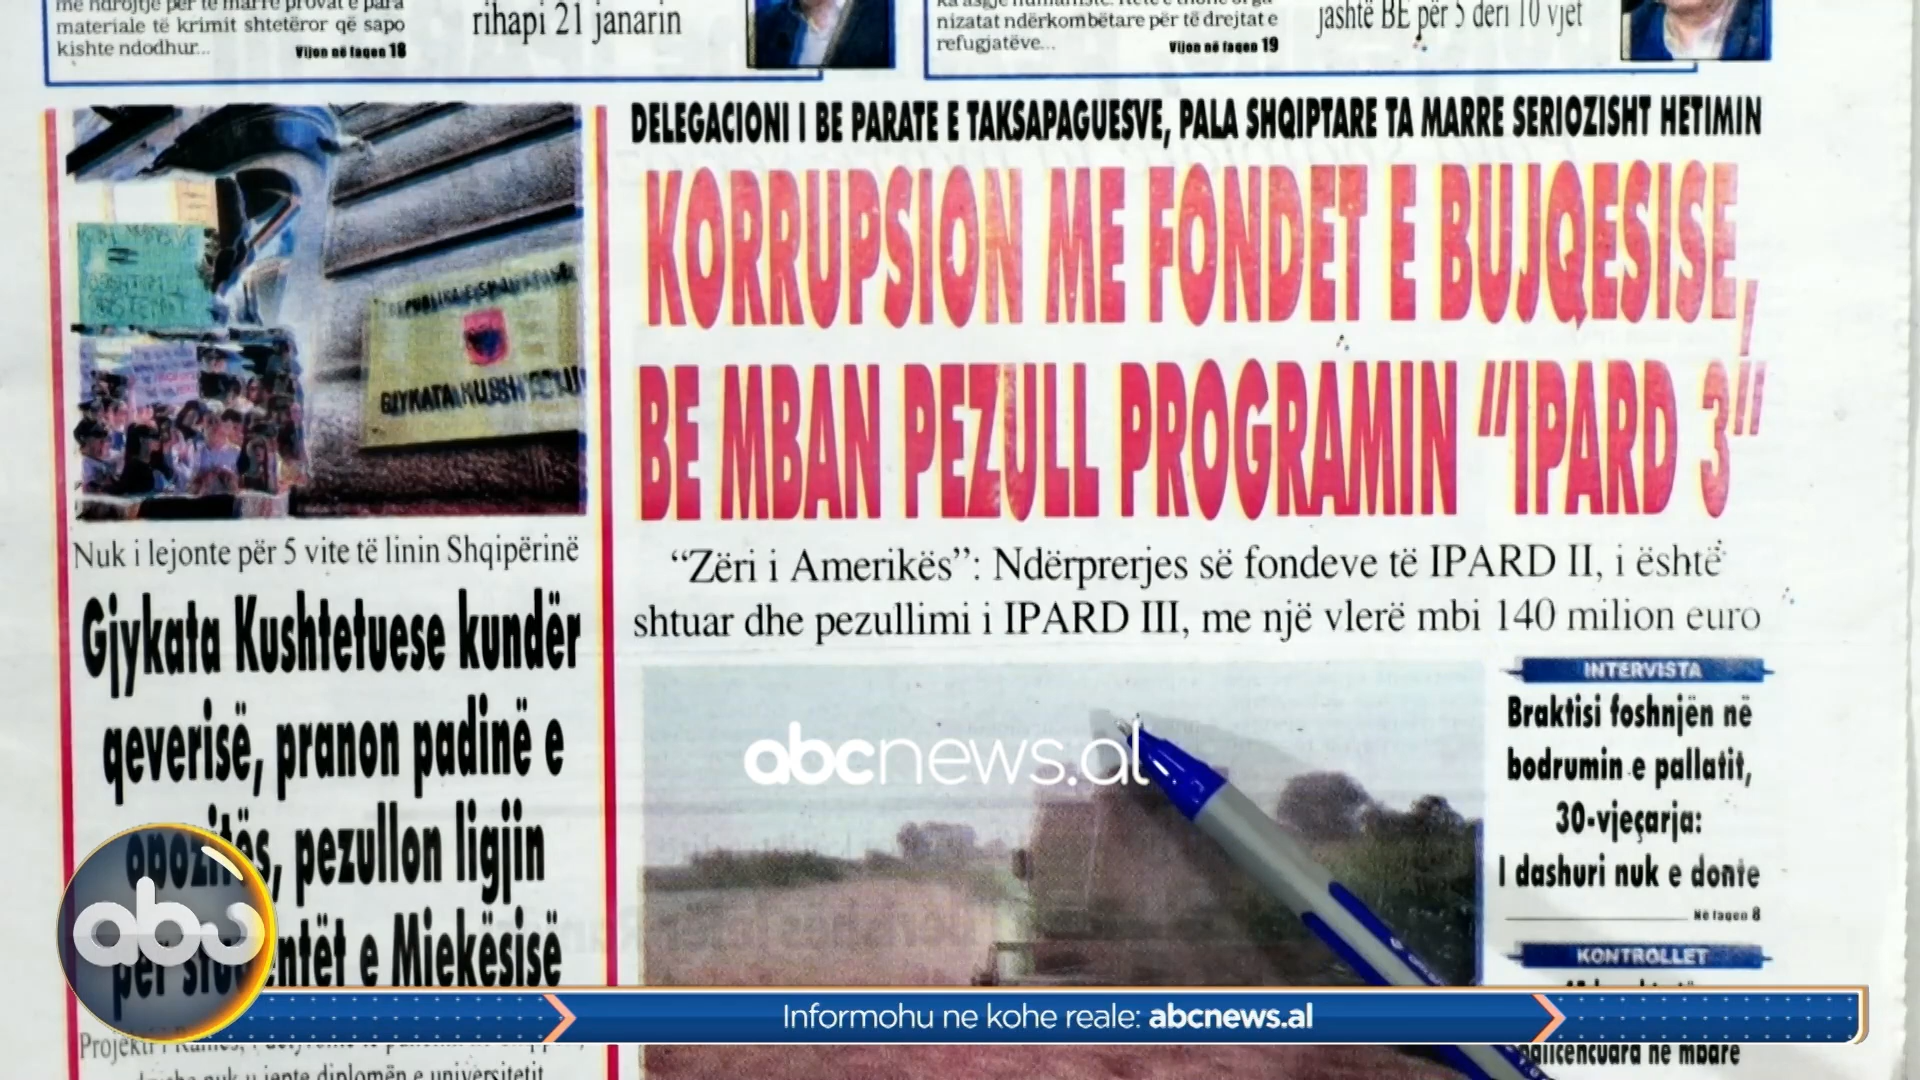 materiale të krimit shtetëror që sapo
kishte ndodhur...
Vijon në faqen 18
rihapi 21 janarin
nizatat ndërkombëtare për të drejtat e
refugjatëve...
Vijon në faqen 19
jashtë BE për 5 deri 10 vjet
DELEGACIONI I BE PARATE E TAKSAPAGUESVE, PALA SHQIPTARE TA MARRE SERIOZISHT HETIMIN
KORRUPSION ME FONDET E BUJQESISE,
BE MBAN PEZULL PROGRAMIN “IPARD 3“
“Zëri i Amerikës”: Ndërprerjes së fondeve të IPARD II, i është
shtuar dhe pezullimi i IPARD III, me një vlerë mbi 140 milion euro
GJYKATA
Nuk i lejonte për 5 vite të linin Shqipërinë
Gjykata Kushtetuese kundër
qeverisë, pranon padinë e
pezullon ligjin
e Miekësisë
INTERVISTA
Braktisi foshnjën në
bodrumin e pallatit,
30-vjeçarja:
I dashuri nuk e donte
Në faqen 8
KONTROLLET
në mbarë
abcnews.al
abc
Informohu ne kohe reale: abcnews.al